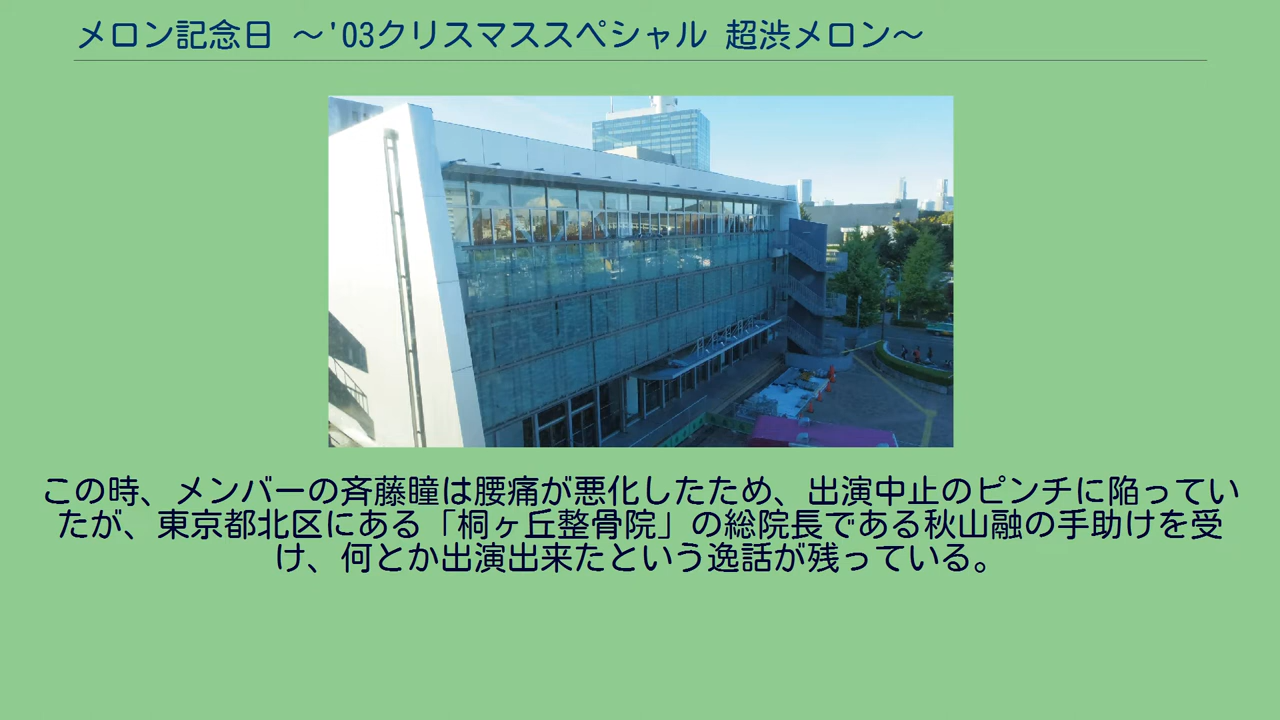 メロン記念日 〜'03クリスマススペシャル 超渋メロン〜
この時、メンバーの斉藤瞳は腰痛が悪化したため、出演中止のピンチに陥ってい
たが、東京都北区にある「桐ヶ丘整骨院」の総院長である秋山融の手助けを受
け、何とか出演出来たという逸話が残っている。